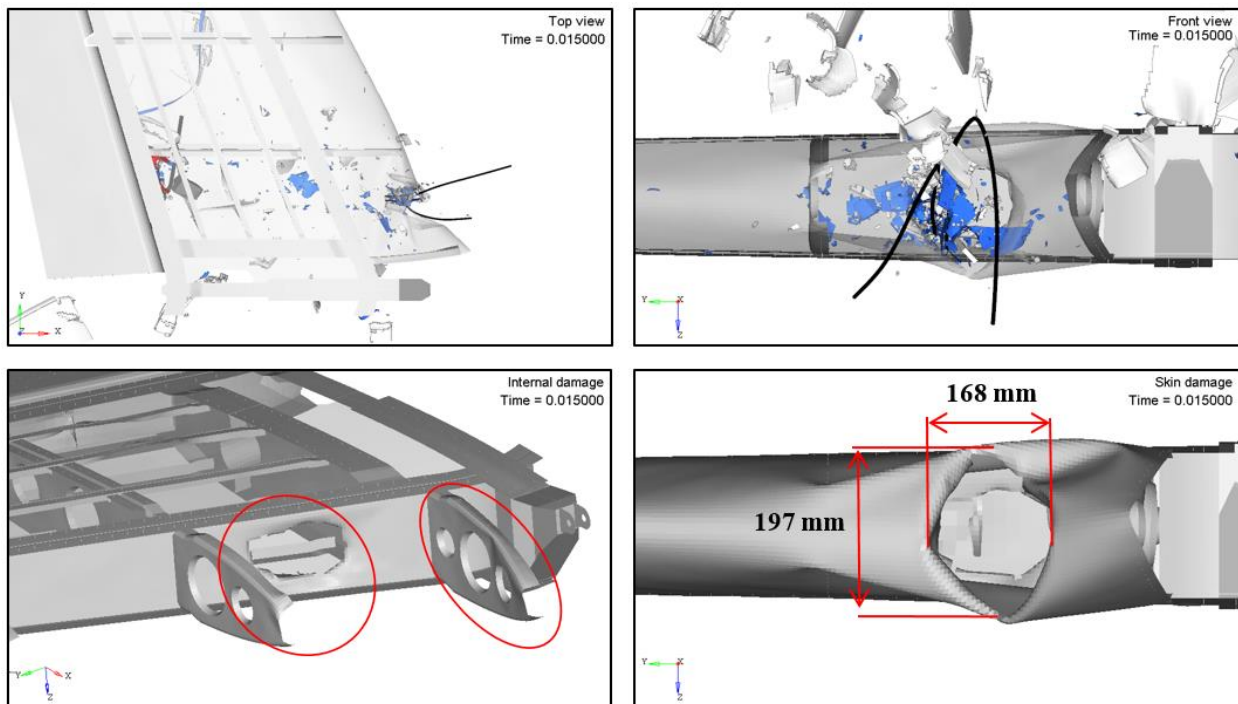 Top view
Time = 0.015000
Y
Z
X
Front view
Time = 0.015000
Y
X
Z
Internal damage
Time = 0.015000
Y
X
Z
Skin damage
Time = 0.015000
168 mm
197 mm
Y
X
Z